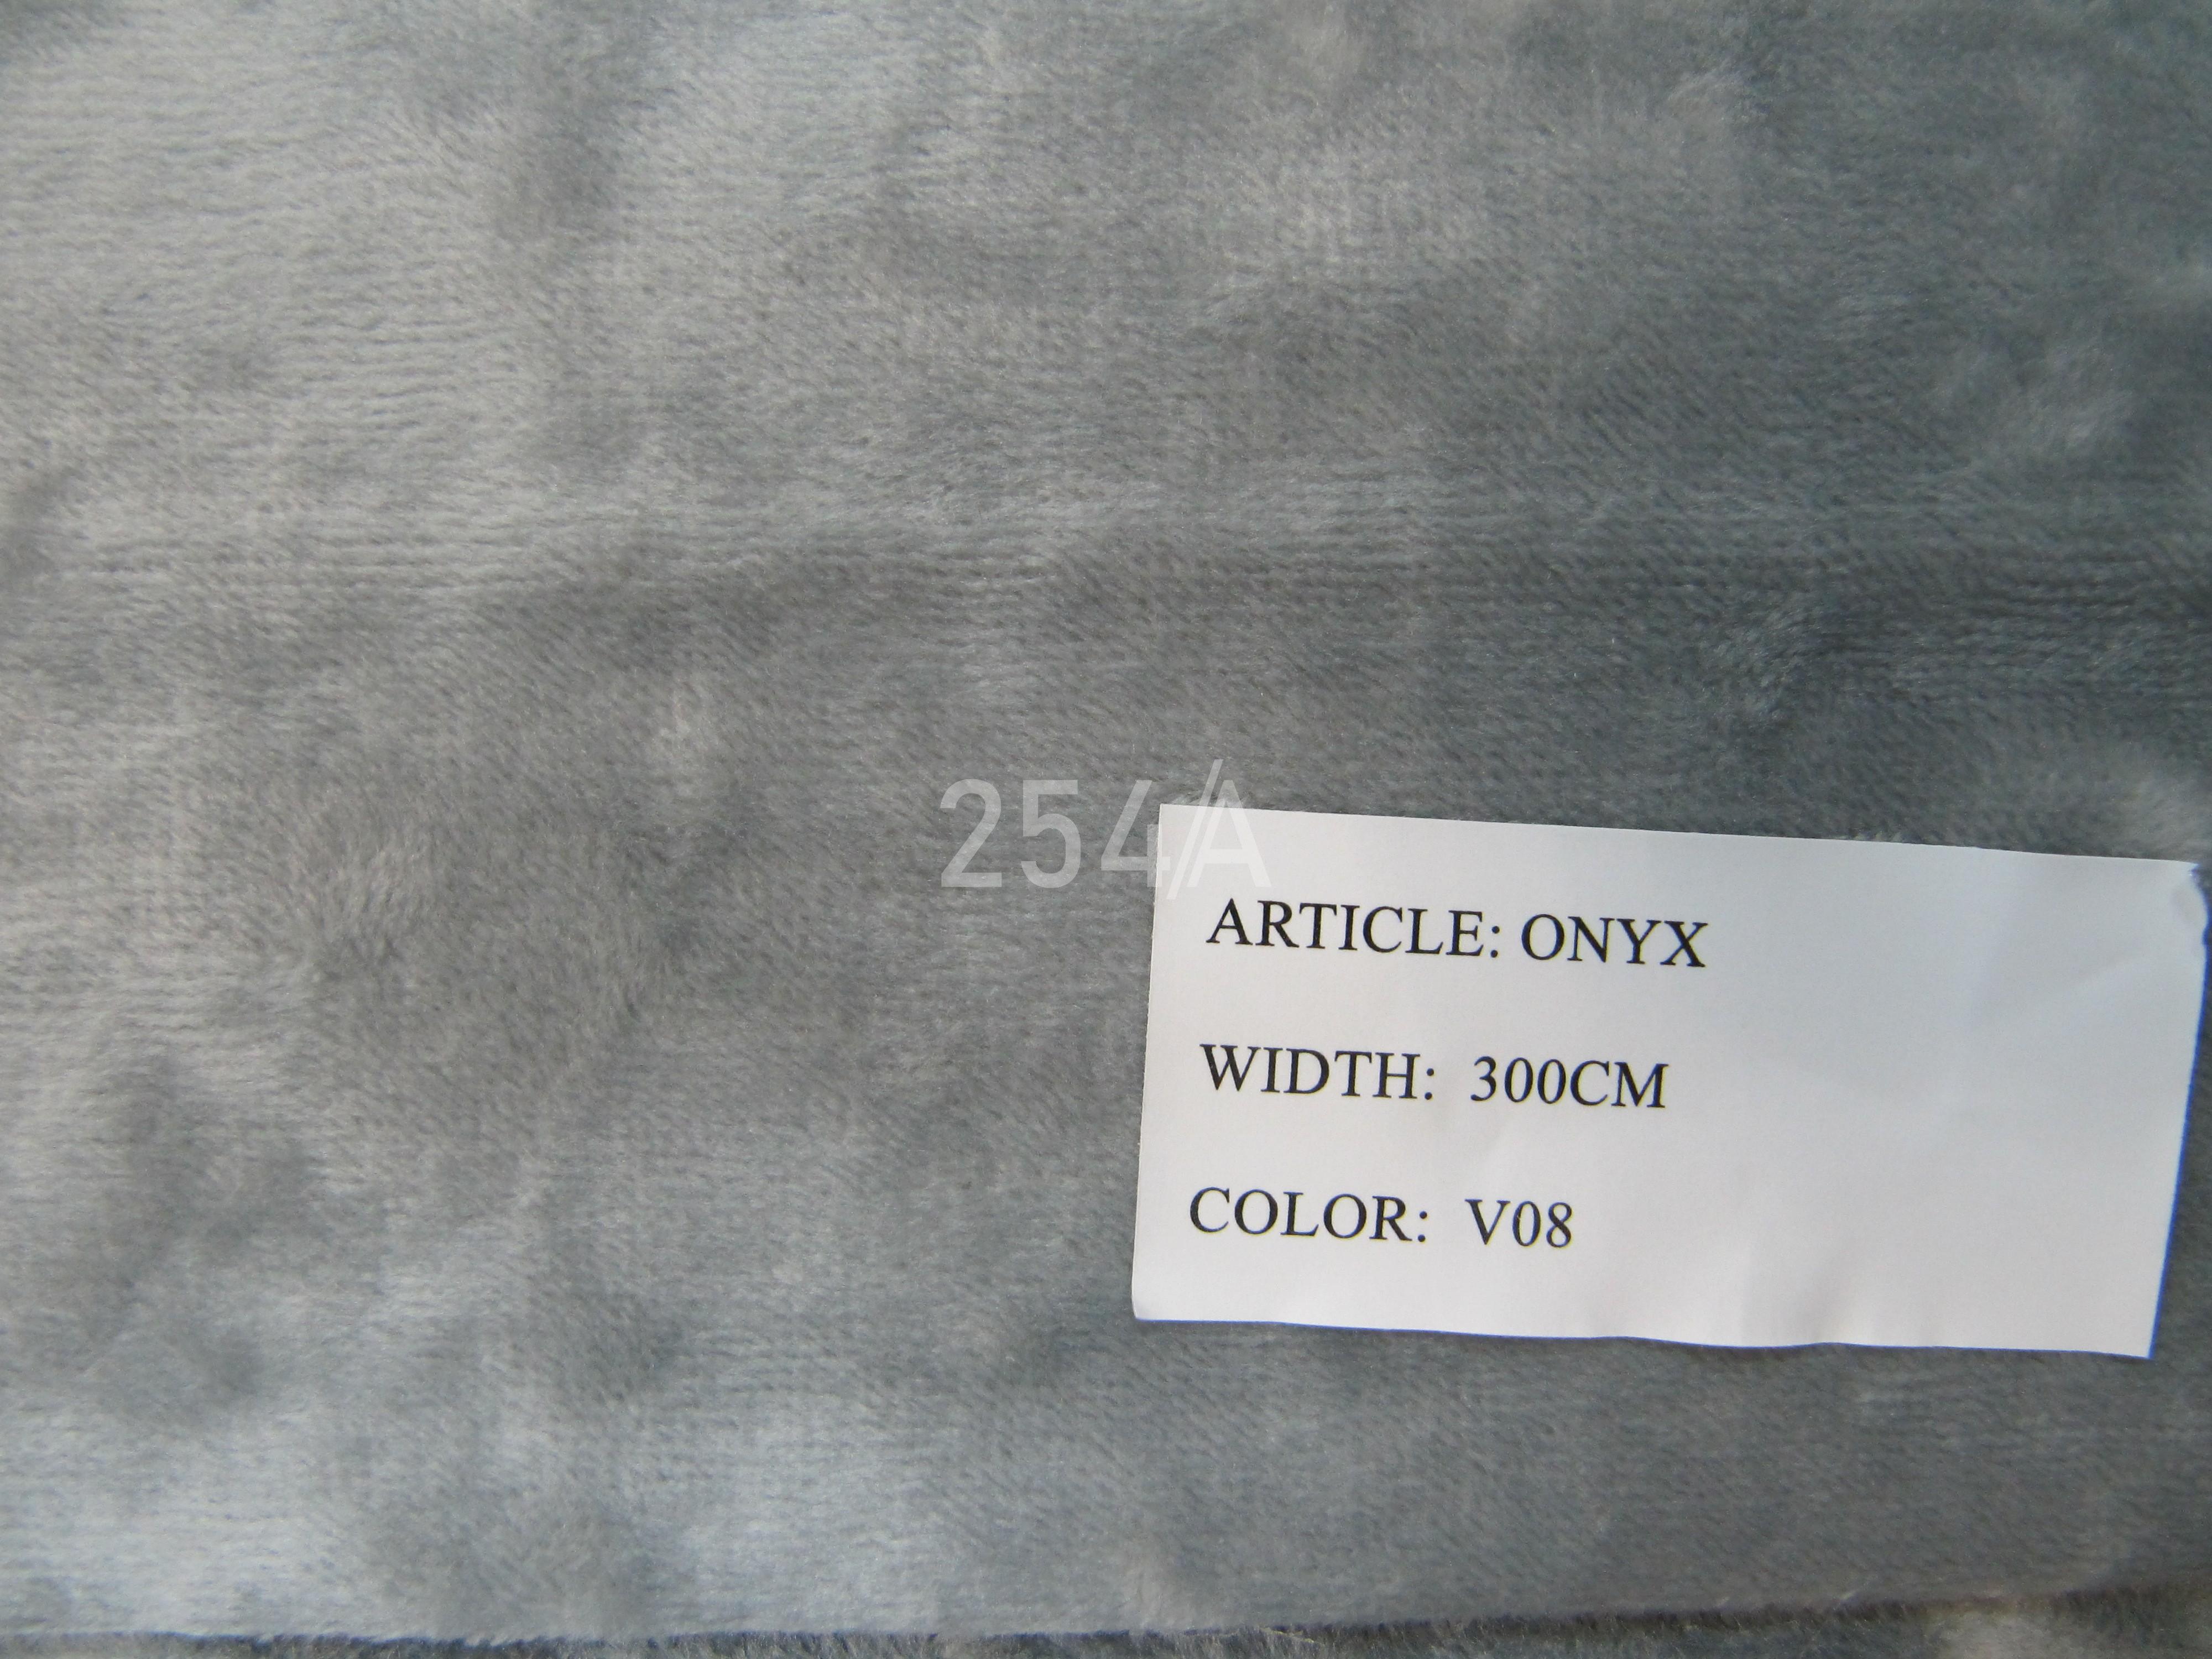 254//A
ARTICLE: ONYX
WIDTH: 300CM
COLOR: V08